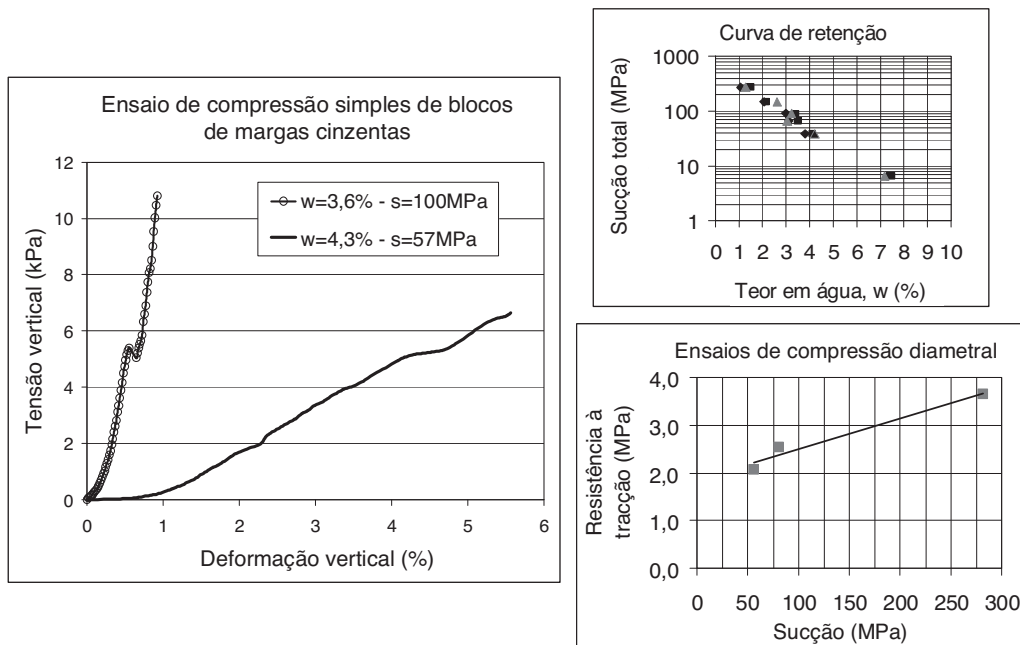 Ensaio de compressão simples de blocos
de margas cinzentas
12
10
8
6
4
2
0
0 1 2 3 4 5 6
Tensão vertical (kPa)
Deformação vertical (%)
w=3,6% - s=100MPa
w=4,3% - s=57MPa
Curva de retenção
1000
100
10
1
0 1 2 3 4 5 6 7 8 9 10
Sucção total (MPa)
Teor em água, w (%)
Ensaios de compressão diametral
4,0
3,0
2,0
1,0
0,0
0 50 100 150 200 250 300
Resistência à
tracção (MPa)
Sucção (MPa)